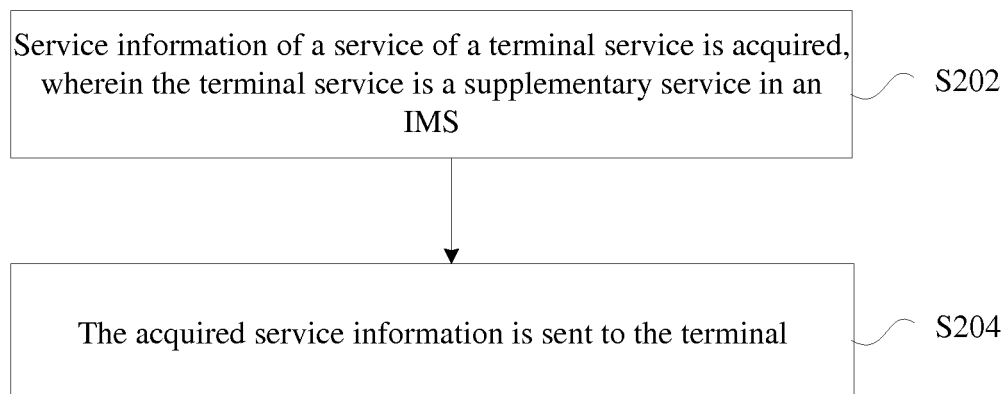 Service information of a service of a terminal service is acquired,
wherein the terminal service is a supplementary service in an
IMS
S202
The acquired service information is sent to the terminal
S204